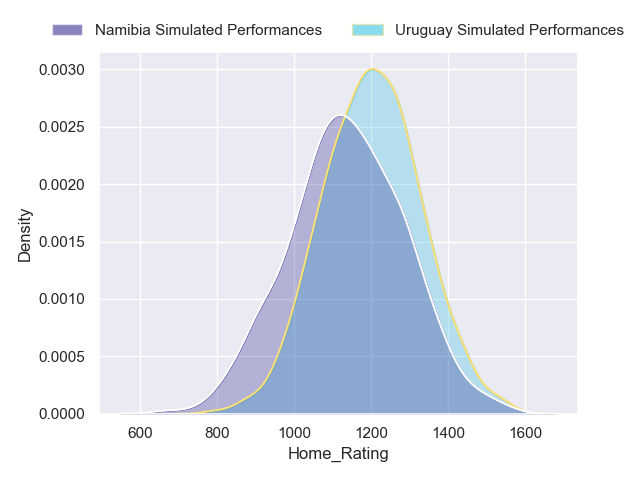 Namibia Simulated Performances Uruguay Simulated Performances
0.0030
0.0025
0.0020
0.0015
0.0010
0.0005
0.0000
Density
600 800 1000 1200 1400 1600
Home_Rating